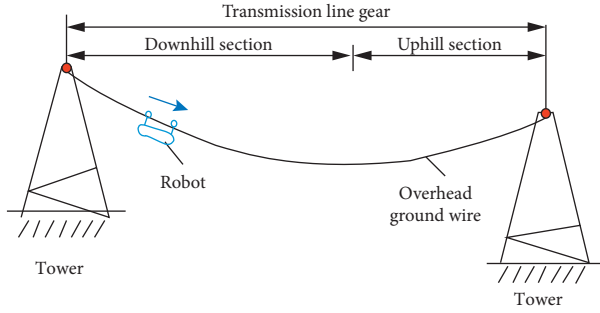 Transmission line gear
Downhill section
Uphill section
Robot
Overhead
ground wire
Tower
Tower